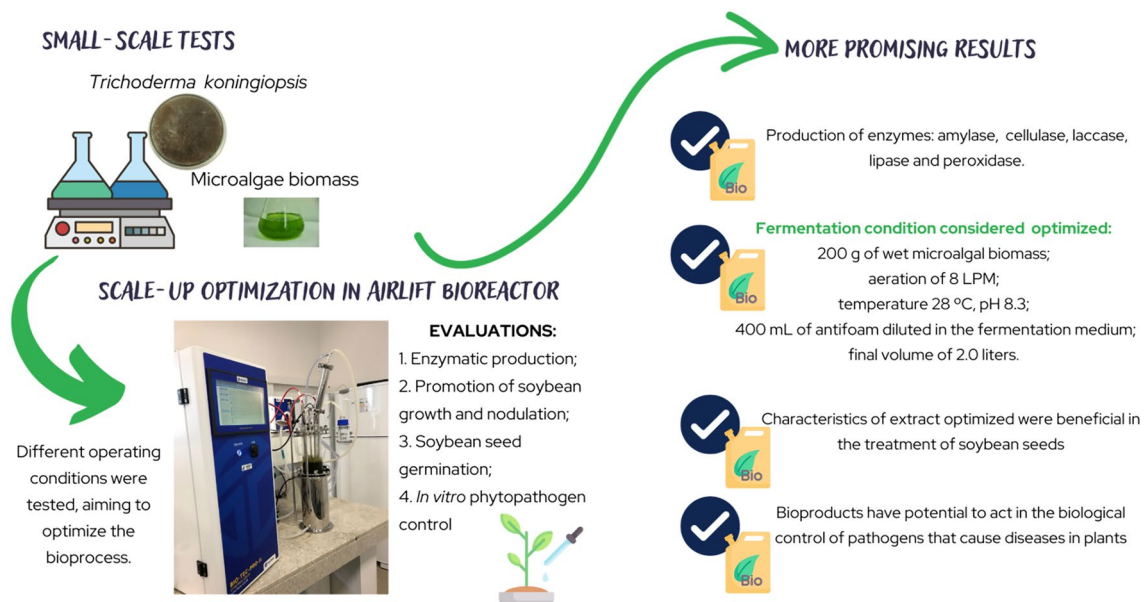 SMALL-SCALE TESTS
Trichoderma koningiopsis
Microalgae biomass
SCALE-UP OPTIMIZATION IN AIRLIFT BIOREACTOR
Different operating
conditions were
tested, aiming to
optimize the
bioprocess.
BIO-TEC-PRO-II
EVALUATIONS:
1. Enzymatic production;
2. Promotion of soybean
growth and nodulation;
3. Soybean seed
germination;
4. In vitro phytopathogen
control
MORE PROMISING RESULTS
Bio
Production of enzymes: amylase, cellulase, laccase,
lipase and peroxidase.
Bio
Fermentation condition considered optimized:
200 g of wet microalgal biomass;
aeration of 8 LPM;
temperature 28 ºC, pH 8.3;
400 mL of antifoam diluted in the fermentation medium;
final volume of 2.0 liters.
Bio
Characteristics of extract optimized were beneficial in
the treatment of soybean seeds
Bio
Bioproducts have potential to act in the biological
control of pathogens that cause diseases in plants